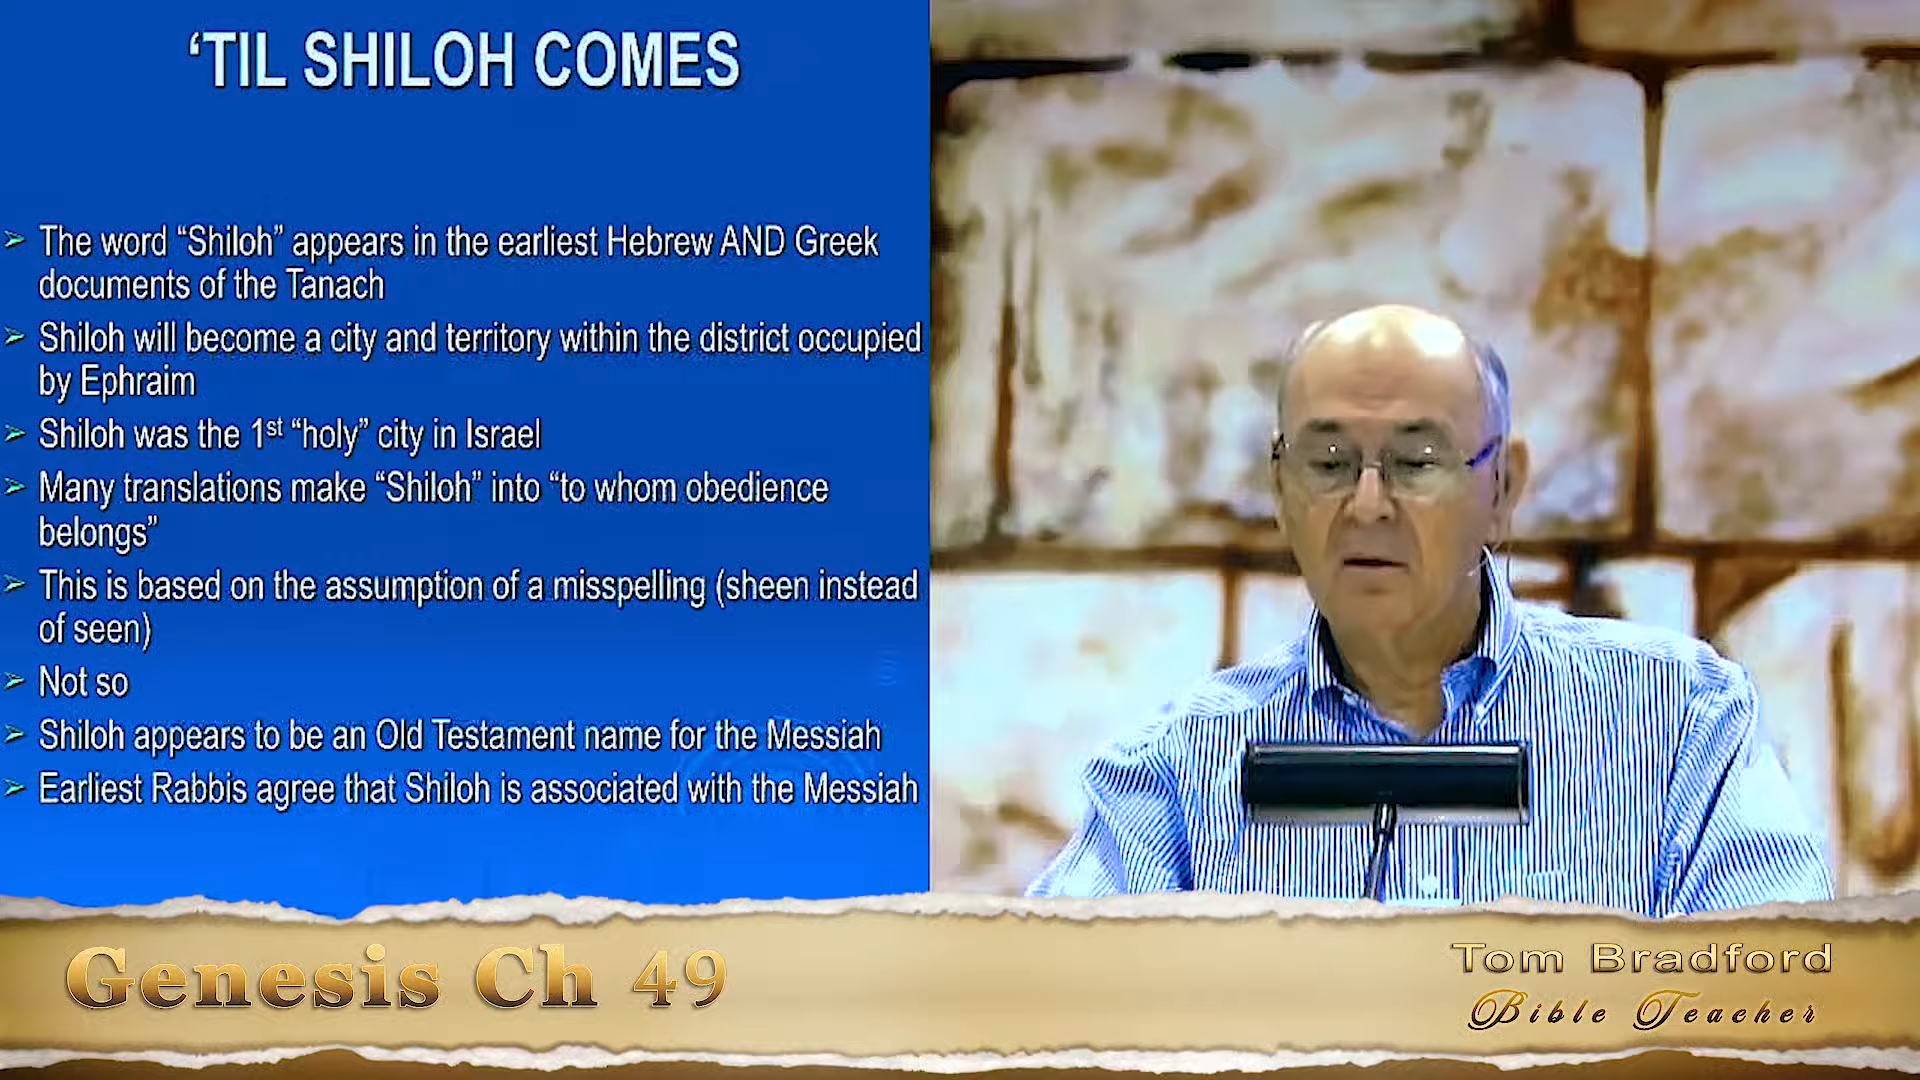 ‘TIL SHILOH COMES
➢ The word “Shiloh” appears in the earliest Hebrew AND Greek
documents of the Tanach
➢ Shiloh will become a city and territory within the district occupied
by Ephraim
➢ Shiloh was the 1st “holy” city in Israel
➢ Many translations make “Shiloh” into “to whom obedience
belongs”
➢ This is based on the assumption of a misspelling (sheen instead
of seen)
➢ Not so
➢ Shiloh appears to be an Old Testament name for the Messiah
➢ Earliest Rabbis agree that Shiloh is associated with the Messiah
Genesis Ch 49
Tom Bradford
Bible Teacher